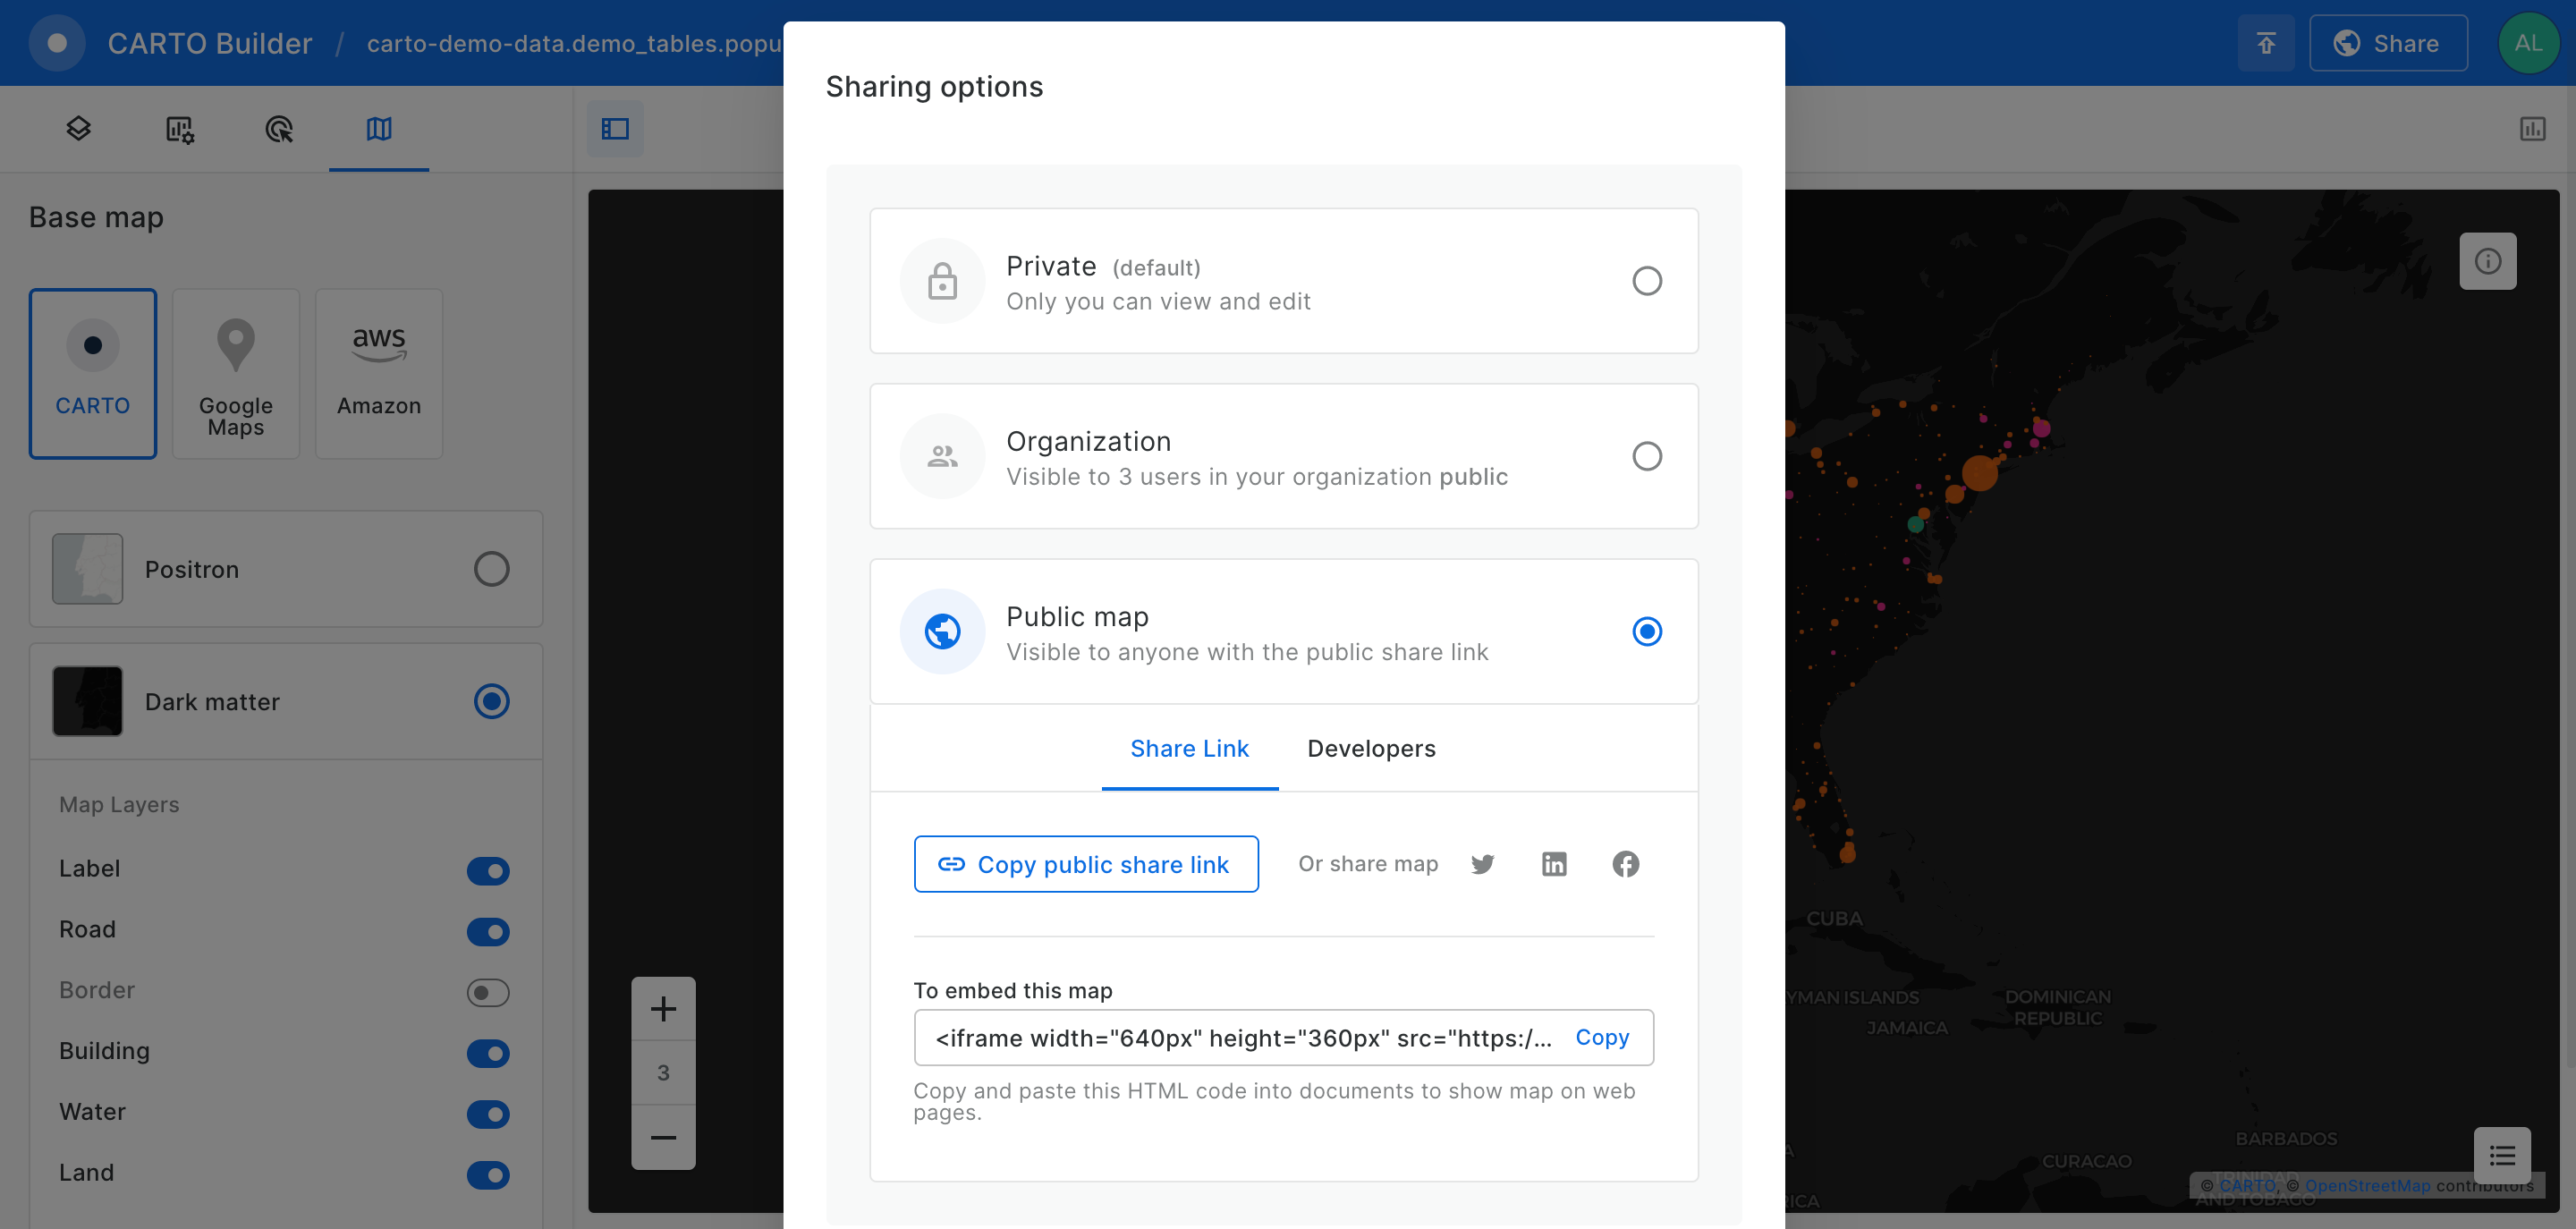 CARTO Builder / carto-demo-data.demo_tables.popu
Share
AL
Sharing options
Base map
CARTO
Google
Maps
aws
Amazon
Positron
Dark matter
Map Layers
Label
Road
Border
Building
Water
Land
Private (default)
Only you can view and edit
Organization
Visible to 3 users in your organization public
Public map
Visible to anyone with the public share link
Share Link
Developers
Copy public share link
Or share map
To embed this map
<iframe width="640px" height="360px" src="https:/...
Copy
Copy and paste this HTML code into documents to show map on web
pages.
3
CUBA
YMAN ISLANDS
JAMAICA
DOMINICAN
REPUBLIC
BARBADOS
CURACAO
TRINIDAD
AND TOBAGO
RICA
© CARTO, © OpenStreetMap contributors